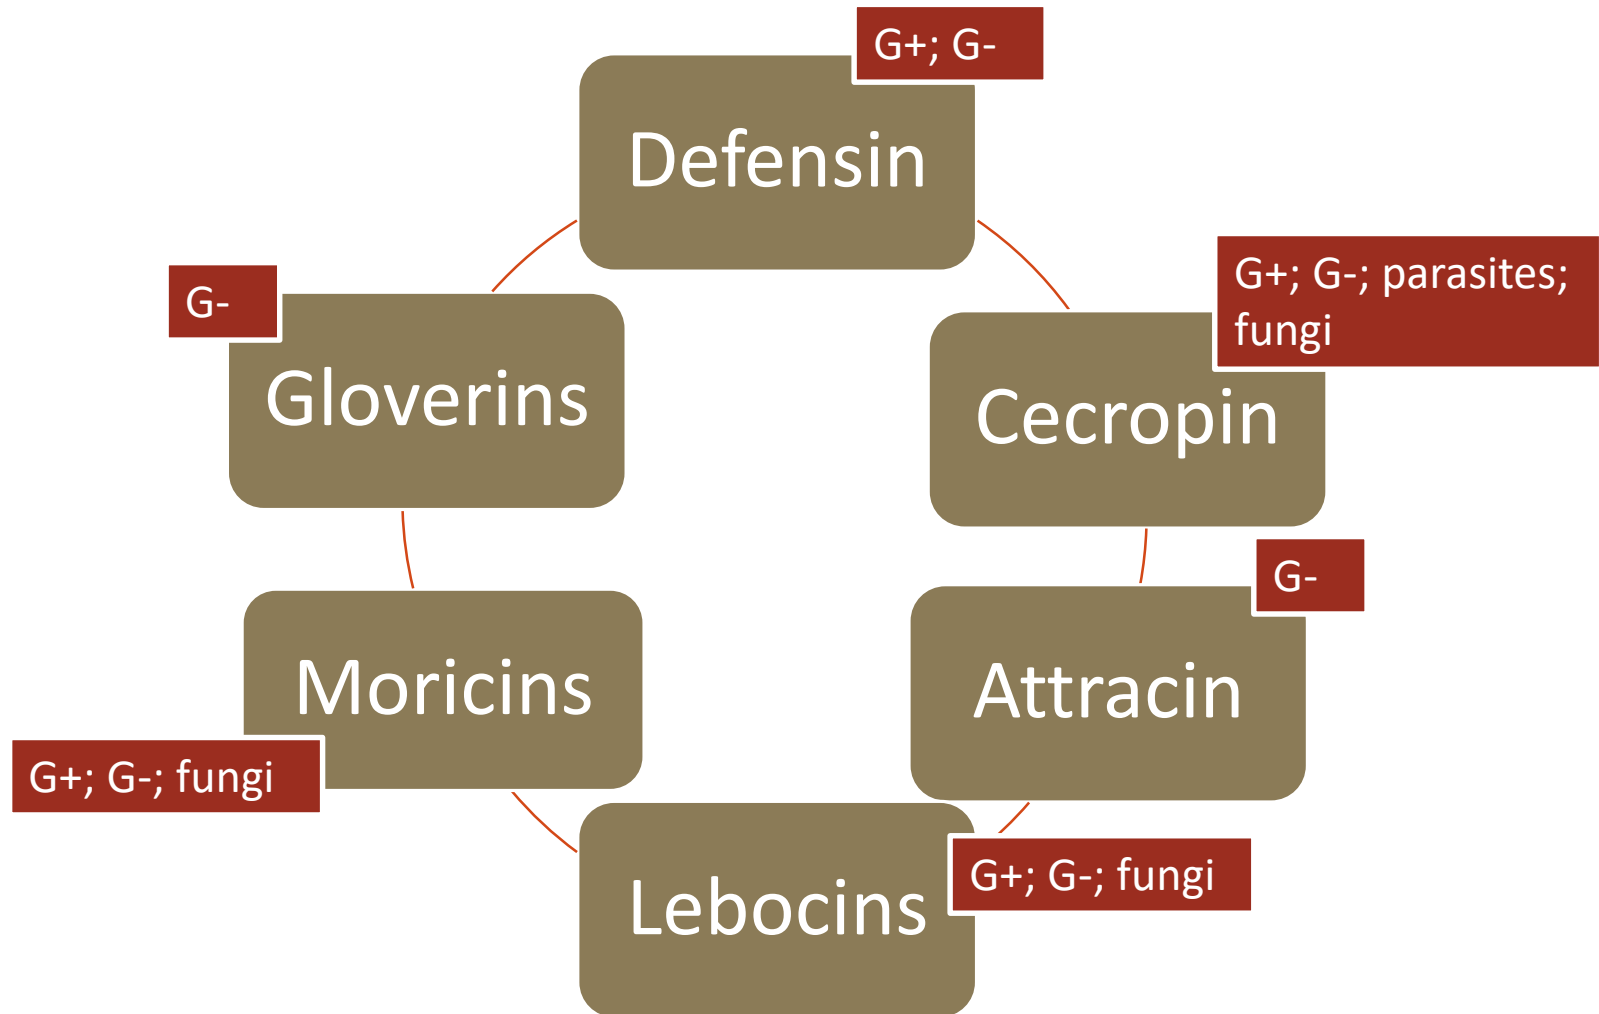 G+; G-
Defensin
G+; G-; parasites;
fungi
Cecropin
G-
Attracin
G+; G-; fungi
Lebocins
G+; G-; fungi
Moricins
G-
Gloverins